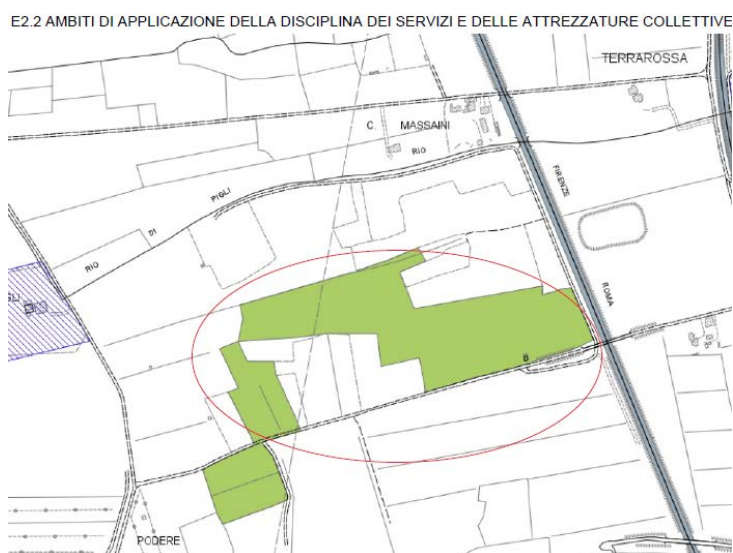 E2.2 AMBITI DI APPLICAZIONE DELLA DISCIPLINA DEI SERVIZI E DELLE ATTREZZATURE COLLETTIVE
TERRAROSSA
C. MASSAINI
RIO
FIRENZE
PIGLI
DI
RIO
ROMA
PODERE